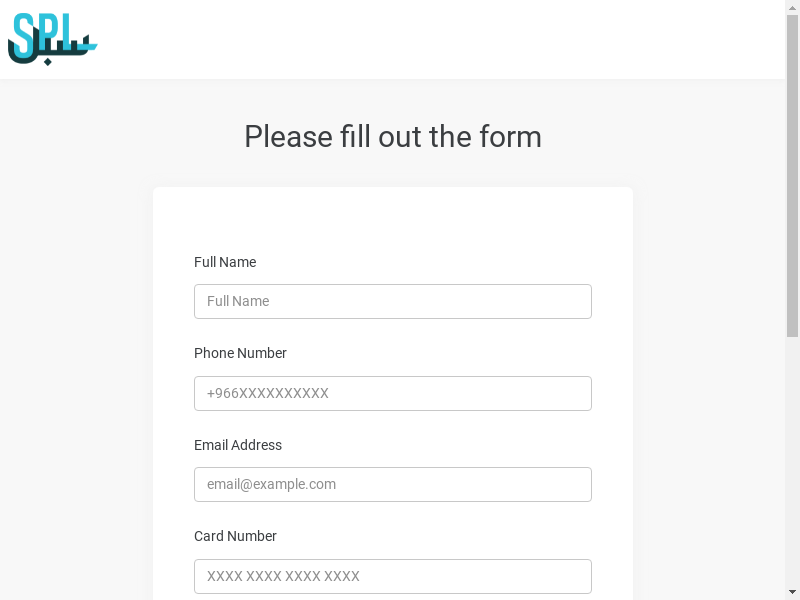 SPL
سبل
Please fill out the form
Full Name
Full Name
Phone Number
+966XXXXXXXXXX
Email Address
email@example.com
Card Number
XXXX XXXX XXXX XXXX